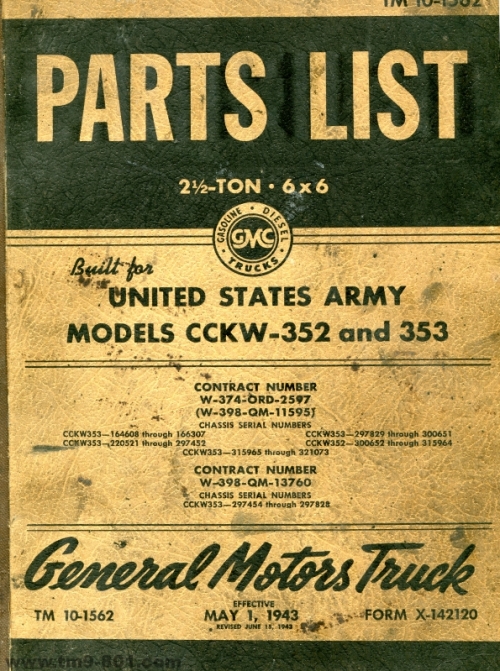 TM 10-1562
PARTS LIST
2½-TON · 6x6
GASOLINE · DIESEL
GMC
· TRUCKS ·
Built for
UNITED STATES ARMY
MODELS CCKW-352 and 353
CONTRACT NUMBER
W-374-ORD-2597
(W-398-QM-11595)
CHASSIS SERIAL NUMBERS
CCKW353—164608 through 166307 CCKW353—297829 through 300651
CCKW353—220521 through 297452 CCKW352—300652 through 315964
CCKW353—315965 through 321073
CONTRACT NUMBER
W-398-QM-13760
CHASSIS SERIAL NUMBERS
CCKW353—297454 through 297828
General Motors Truck
EFFECTIVE
TM 10-1562 MAY 1, 1943 FORM X-142120
REVISED JUNE 15, 1943
www.tm9-801.com